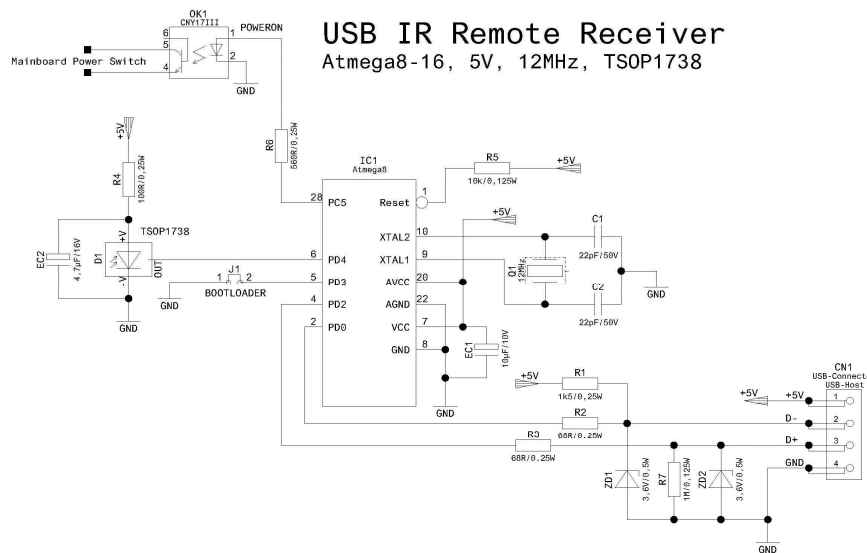 USB IR Remote Receiver
Atmega8-16, 5V, 12MHz, TSOP1738
OK1
CNY17III
POWERON
6
5
4
1
2
Mainboard Power Switch
GND
+5V
R4
100R/0,25W
R6
560R/0,25W
IC1
Atmega8
R5
10k/0,125W
+5V
28 PC5
Reset 1
+5V
XTAL2 10
XTAL1 9
C1
22pF/50V
Q1
12MHz
C2
22pF/50V
GND
TSOP1738
+V
D1
-V
OUT
EC2
4,7µF/16V
GND
6 PD4
5 PD3
4 PD2
2 PD0
J1
1 2
BOOTLOADER
GND
AVCC 20
AGND 22
VCC 7
GND 8
EC1
10µF/10V
GND
+5V
R1
1k5/0,25W
R2
68R/0.25W
R3
68R/0.25W
CN1
USB-Connecto
USB-Host
+5V
+5V 1
D- 2
D+ 3
GND 4
ZD1
3,6V/0,5W
R7
1M/0,125W
ZD2
3,6V/0,5W
GND